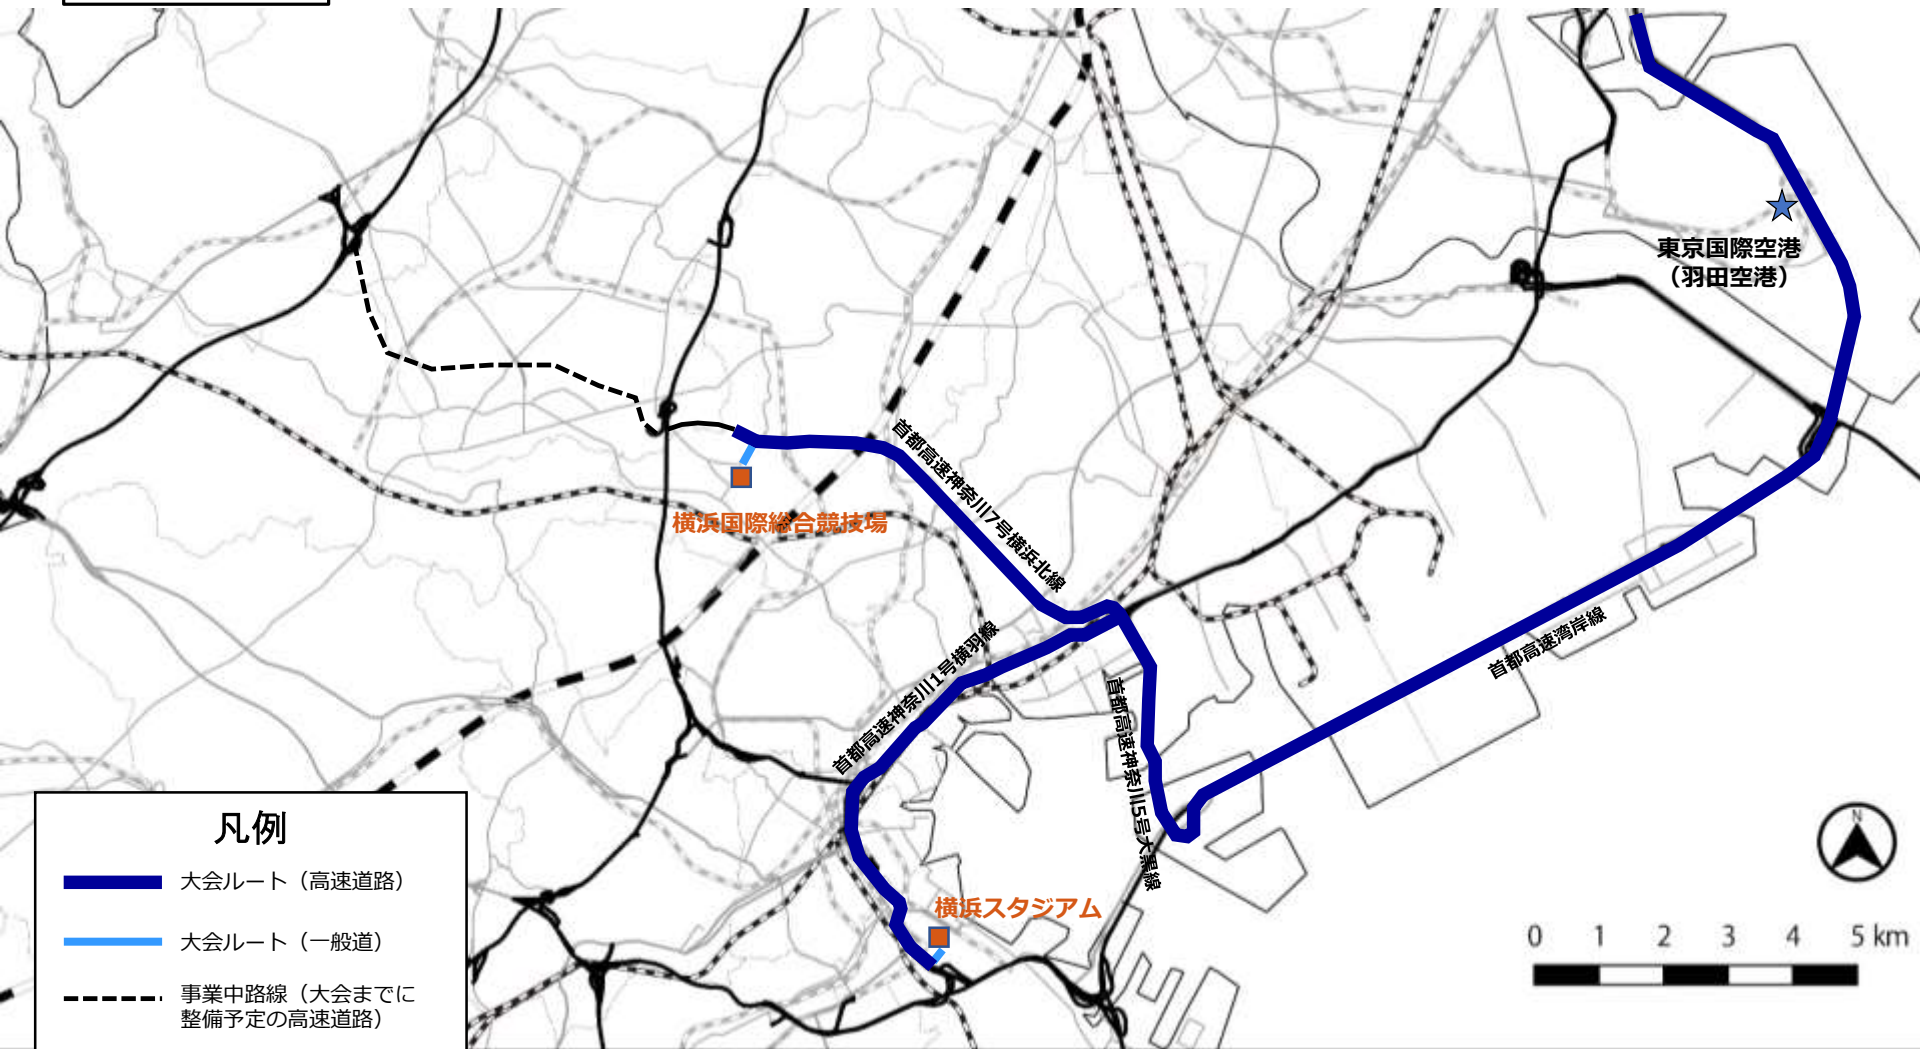 東京国際空港
（羽田空港）
首都高速神奈川7号横浜北線
横浜国際総合競技場
首都高速神奈川1号横羽線
首都高速湾岸線
首都高速神奈川5号大黒線
横浜スタジアム
凡例
大会ルート（高速道路）
大会ルート（一般道）
事業中路線（大会までに
整備予定の高速道路）
N
0 1 2 3 4 5 km